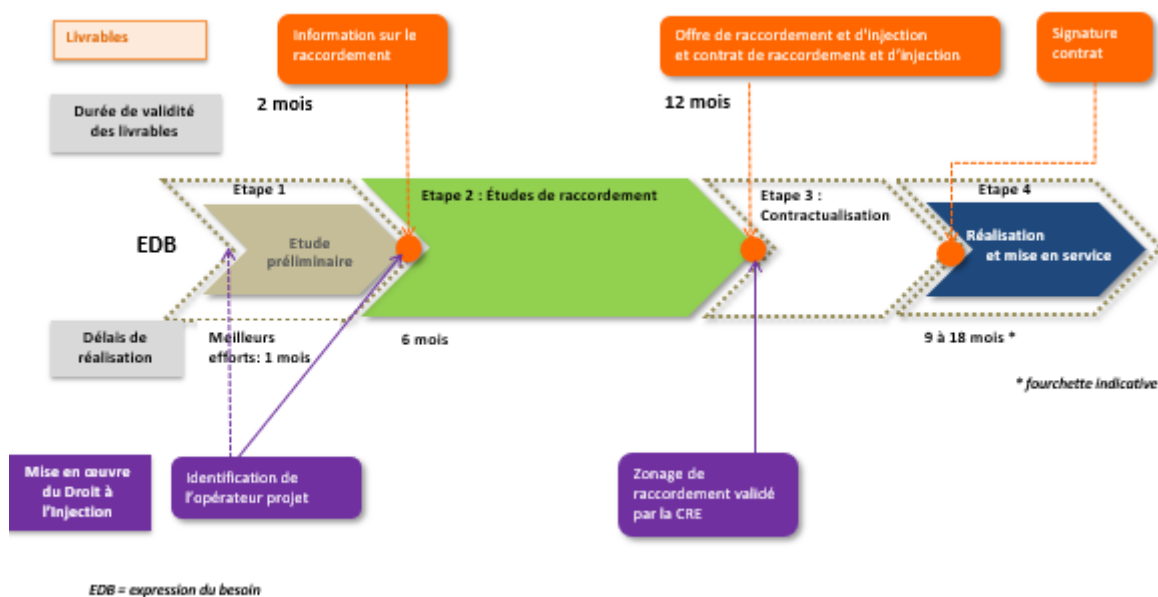 Livrables
Information sur le
raccordement
Offre de raccordement et d'injection
et contrat de raccordement et d'injection
Signature
contrat
Durée de validité
des livrables
2 mois
12 mois
Etape 1
Etape 2 : Études de raccordement
Etape 3 :
Contractualisation
Etape 4
EDB
Etude
préliminaire
Réalisation
et mise en service
Délais de
réalisation
Meilleurs
efforts: 1 mois
6 mois
9 à 18 mois *
* fourchette indicative
Mise en œuvre
du Droit à
l'Injection
Identification de
l'opérateur projet
Zonage de
raccordement validé
par la CRE
EDB = expression du besoin